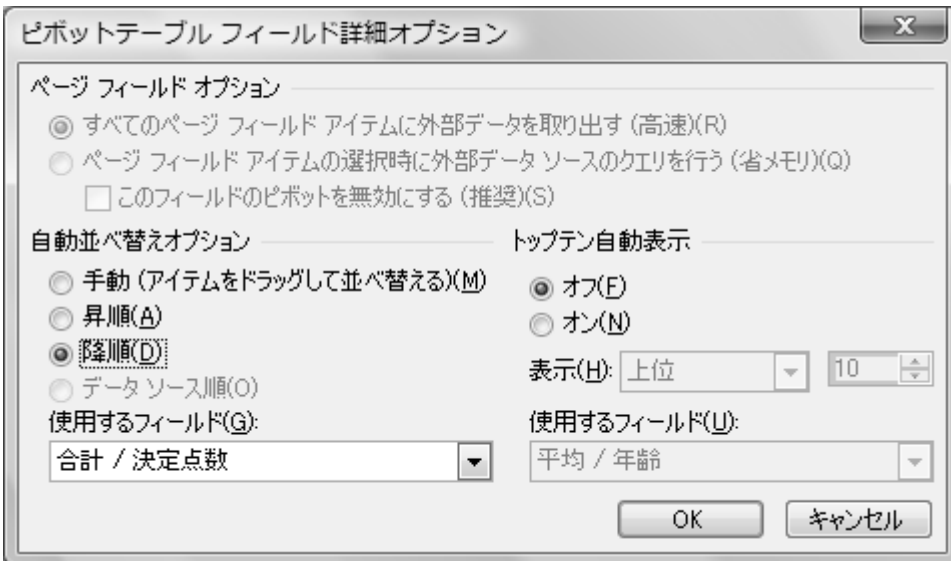 ピボットテーブル フィールド詳細オプション
ページ フィールド オプション
すべてのページ フィールド アイテムに外部データを取り出す (高速)(R)
ページ フィールド アイテムの選択時に外部データ ソースのクエリを行う (省メモリ)(Q)
このフィールドのピボットを無効にする (推奨)(S)
自動並べ替えオプション
手動 (アイテムをドラッグして並べ替える)(M)
昇順(A)
降順(D)
データ ソース順(O)
使用するフィールド(G):
合計 / 決定点数
トップテン自動表示
オフ(F)
オン(N)
表示(H): 上位 10
使用するフィールド(U):
平均 / 年齢
OK キャンセル